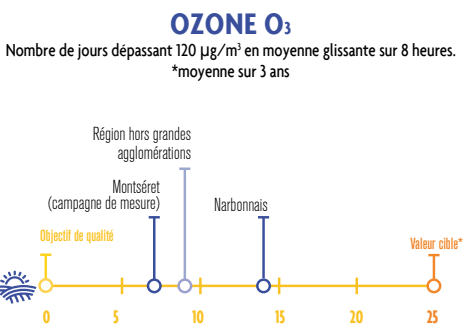 OZONE O₃
Nombre de jours dépassant 120 µg/m³ en moyenne glissante sur 8 heures.
*moyenne sur 3 ans
Région hors grandes
agglomérations
Montséret
(campagne de mesure)
Narbonnais
Objectif de qualité
Valeur cible*
0 5 10 15 20 25